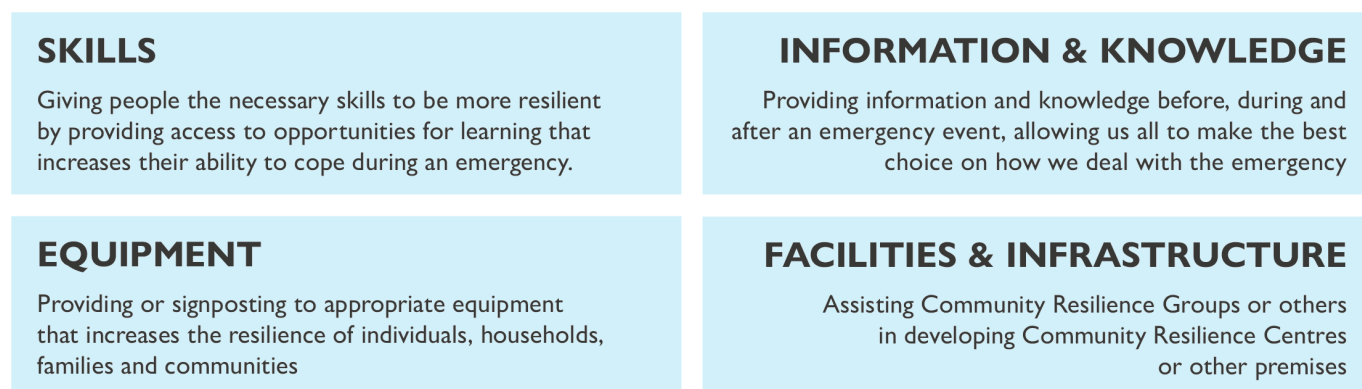 SKILLS
Giving people the necessary skills to be more resilient
by providing access to opportunities for learning that
increases their ability to cope during an emergency.
INFORMATION & KNOWLEDGE
Providing information and knowledge before, during and
after an emergency event, allowing us all to make the best
choice on how we deal with the emergency
EQUIPMENT
Providing or signposting to appropriate equipment
that increases the resilience of individuals, households,
families and communities
FACILITIES & INFRASTRUCTURE
Assisting Community Resilience Groups or others
in developing Community Resilience Centres
or other premises